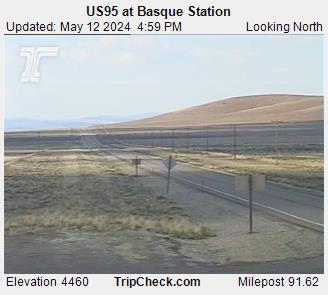 US95 at Basque Station
Updated: May 12 2024 4:59 PM Looking North
Elevation 4460 TripCheck.com Milepost 91.62